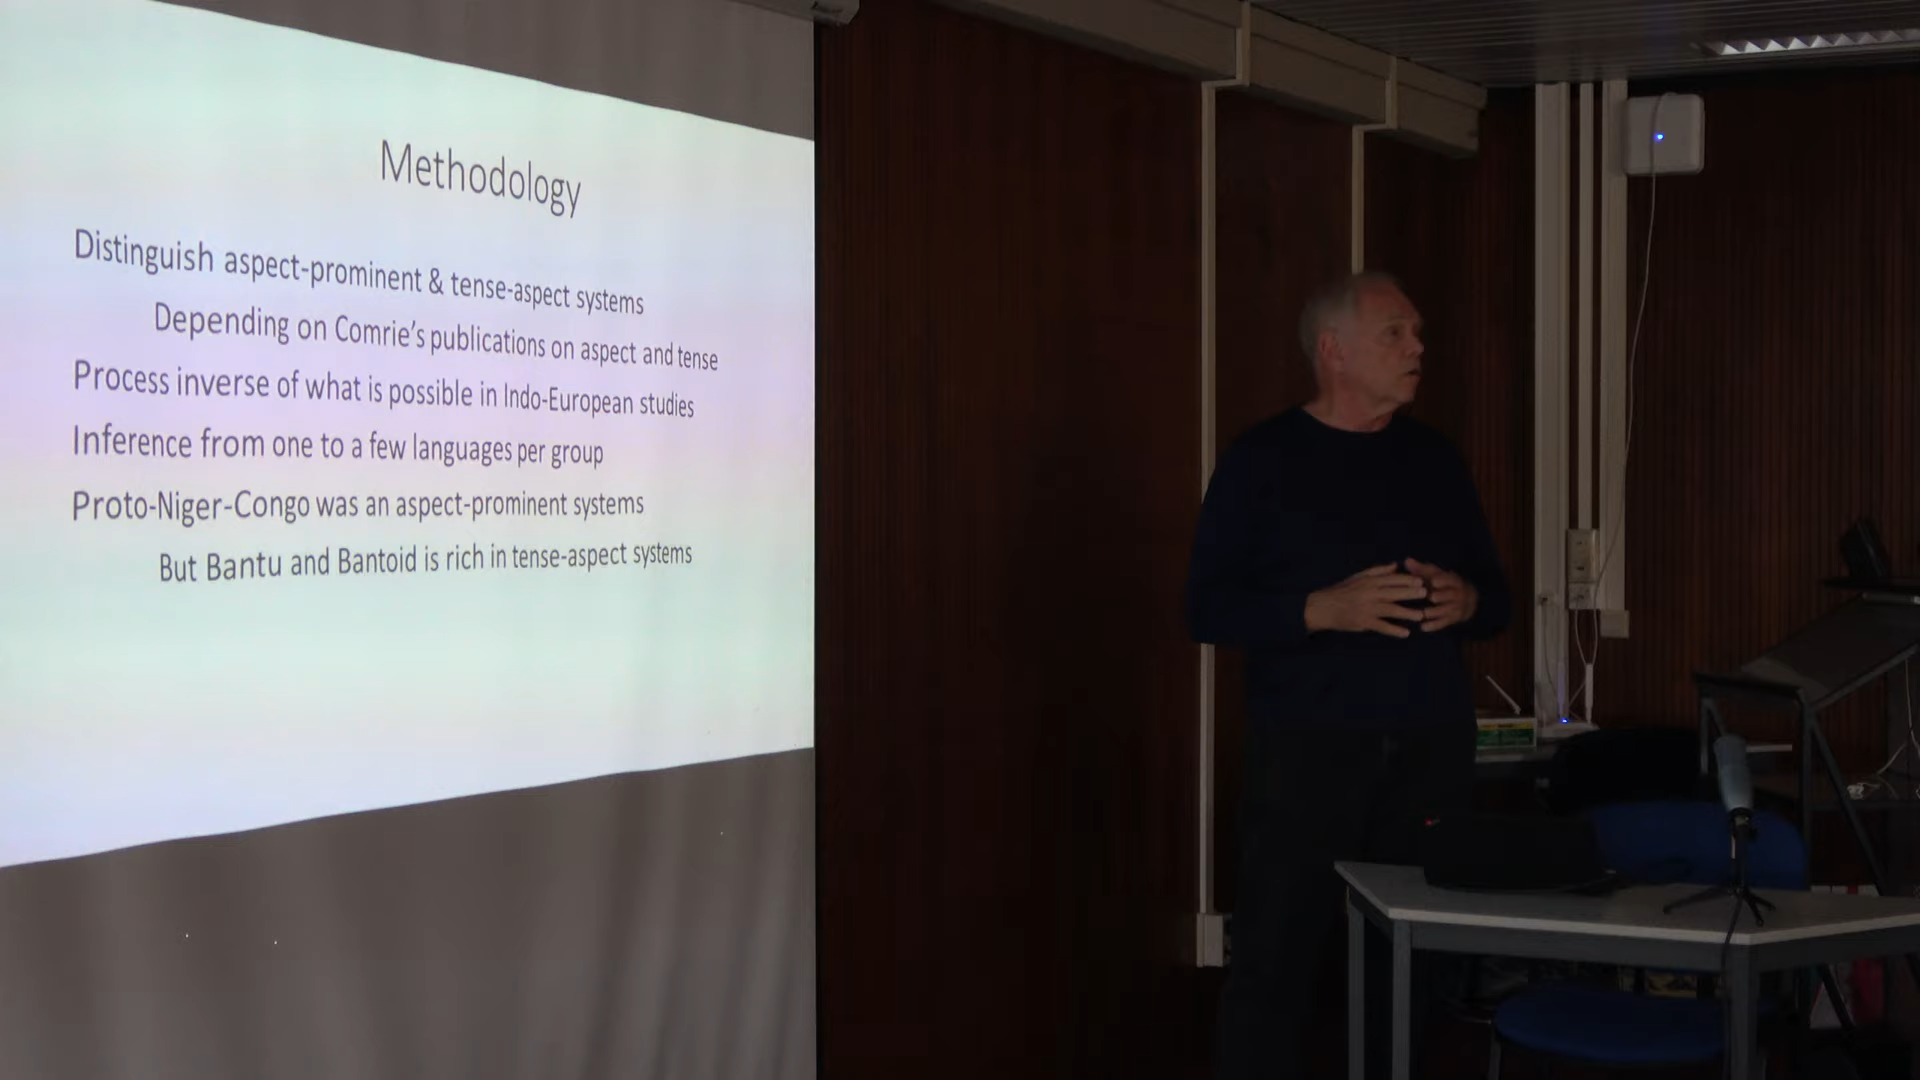 Methodology
Distinguish aspect-prominent & tense-aspect systems
Depending on Comrie's publications on aspect and tense
Process inverse of what is possible in Indo-European studies
Inference from one to a few languages per group
Proto-Niger-Congo was an aspect-prominent systems
But Bantu and Bantoid is rich in tense-aspect systems